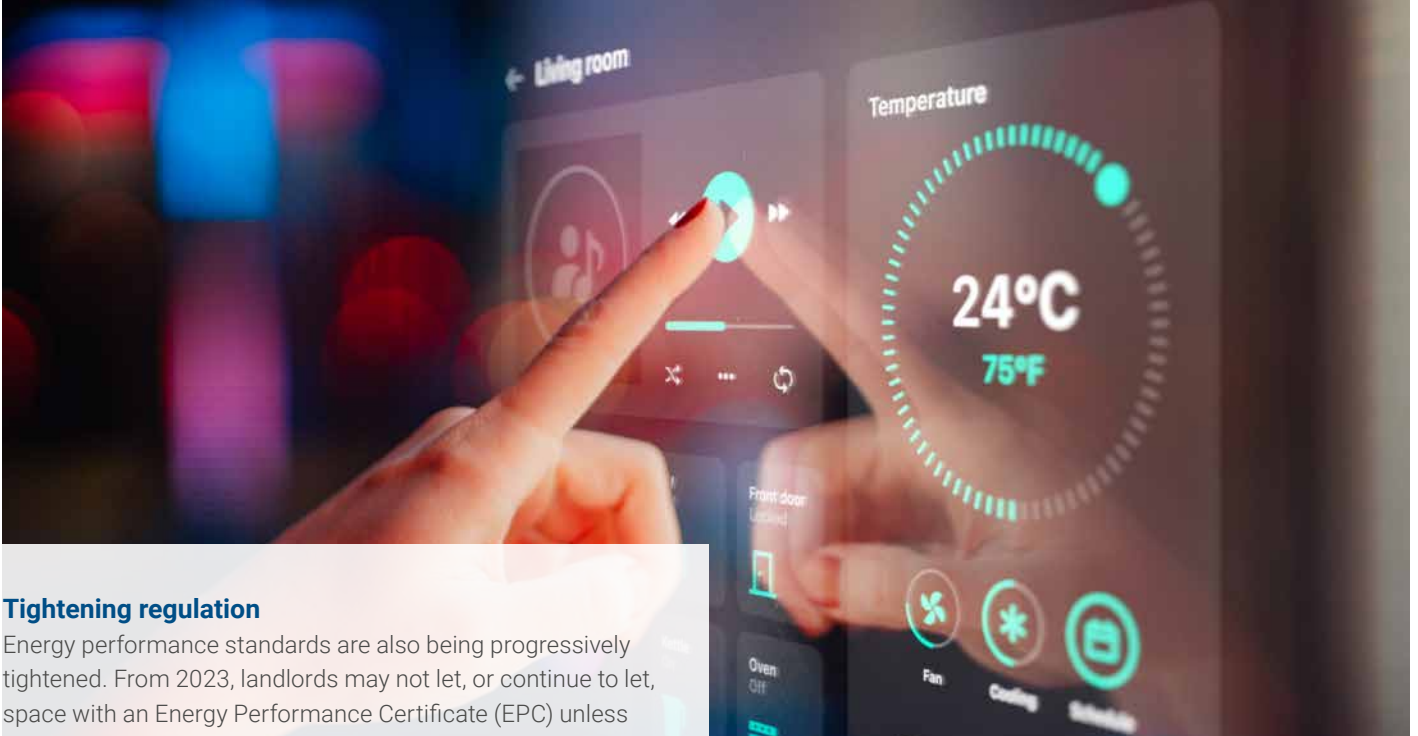 Living room
Temperature
24°C
75°F
Front door
Locked
Oven
Off
Fan
Cooling
Schedule
Tightening regulation
Energy performance standards are also being progressively
tightened. From 2023, landlords may not let, or continue to let,
space with an Energy Performance Certificate (EPC) unless